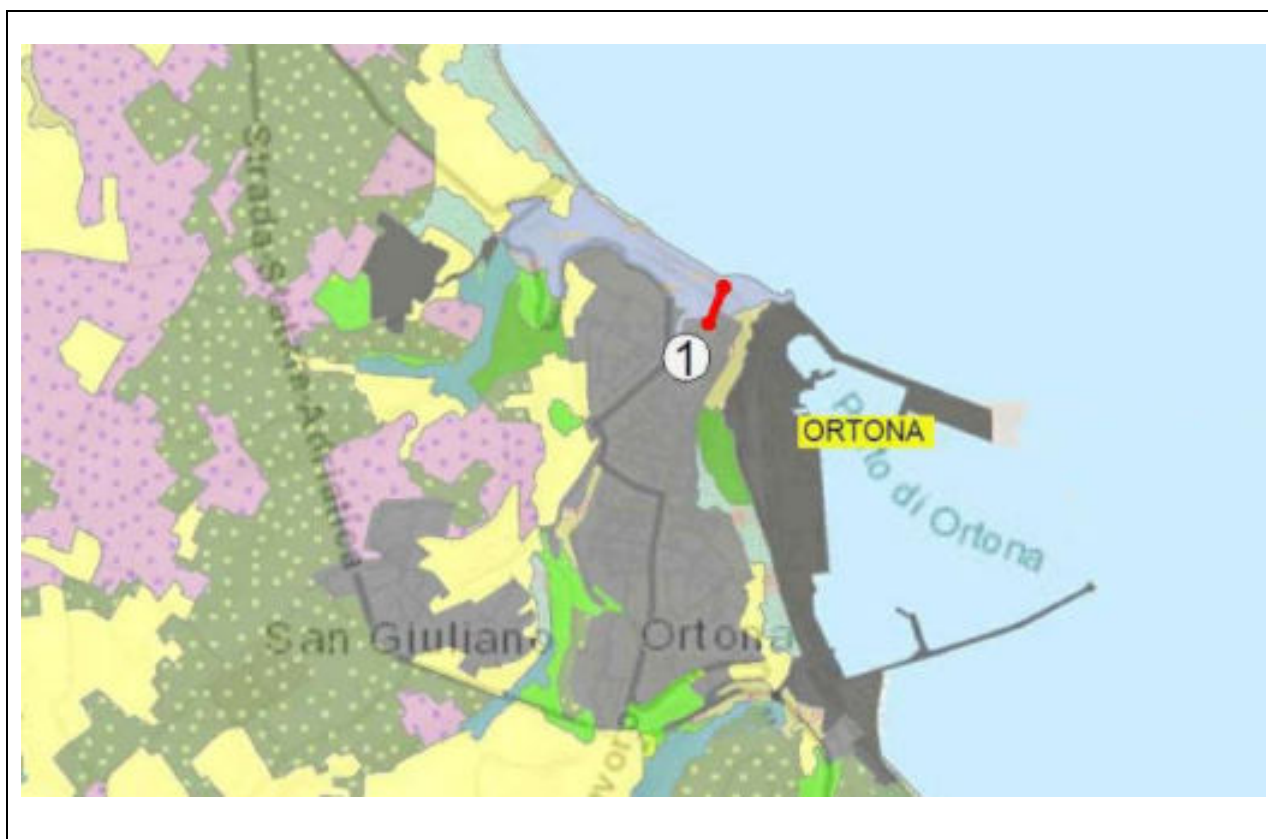 Strada Statale Adriatica
1
ORTONA
Porto di Ortona
San Giuliano
Ortona